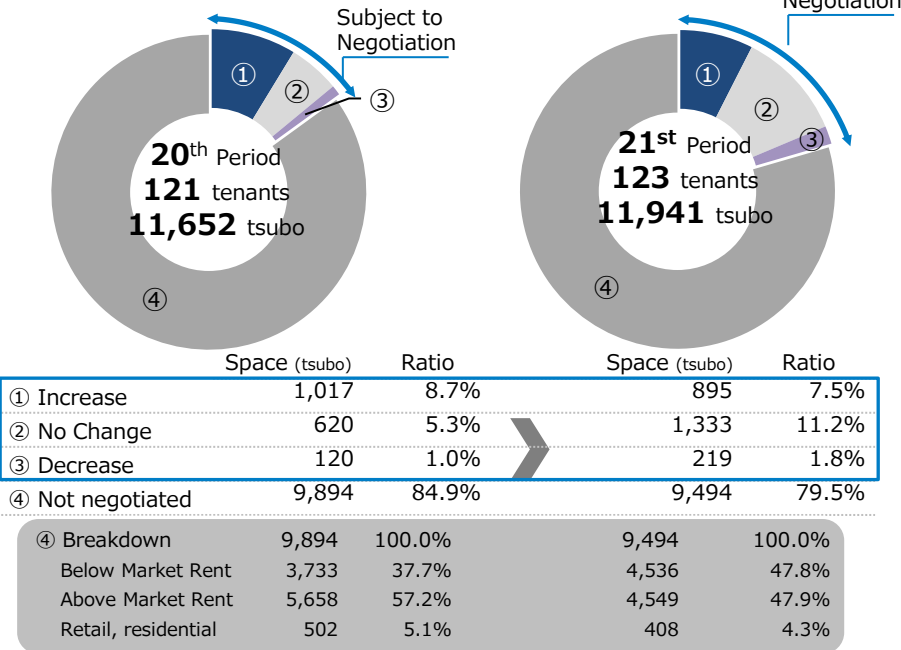 Subject to
Negotiation
①
②
③
④
20th Period
121 tenants
11,652 tsubo
Negotiation
①
②
③
④
21st Period
123 tenants
11,941 tsubo
Space (tsubo) Ratio Space (tsubo) Ratio
① Increase 1,017 8.7% 895 7.5%
② No Change 620 5.3% 1,333 11.2%
③ Decrease 120 1.0% 219 1.8%
④ Not negotiated 9,894 84.9% 9,494 79.5%
④ Breakdown 9,894 100.0% 9,494 100.0%
Below Market Rent 3,733 37.7% 4,536 47.8%
Above Market Rent 5,658 57.2% 4,549 47.9%
Retail, residential 502 5.1% 408 4.3%